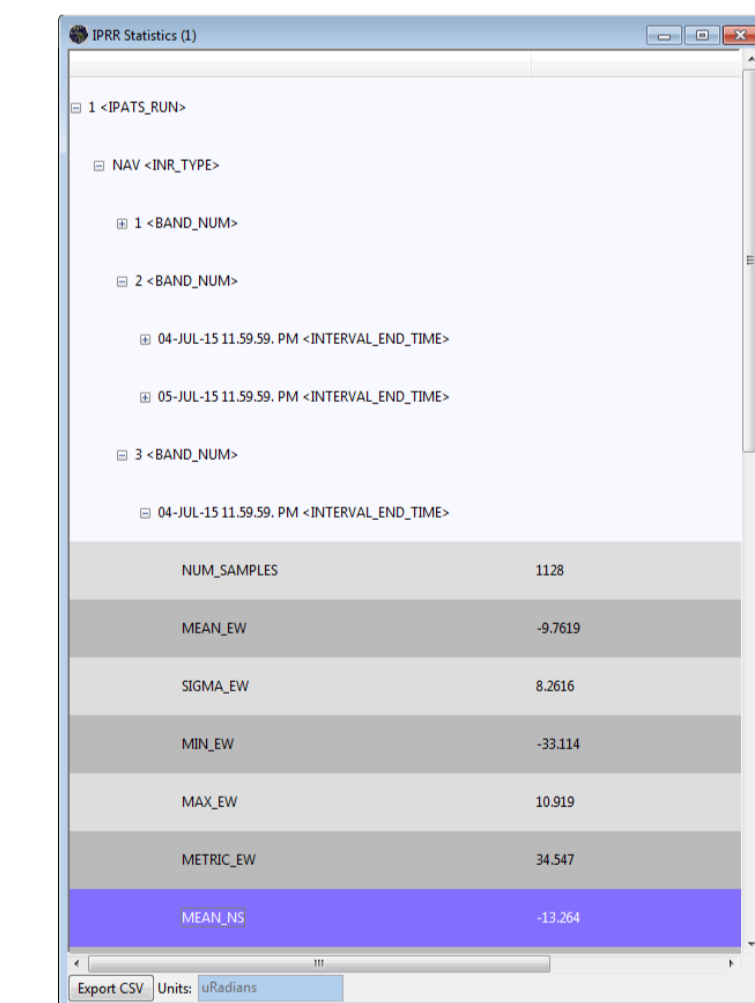 IPRR Statistics (1)
1 <IPATS_RUN>
NAV <INR_TYPE>
1 <BAND_NUM>
2 <BAND_NUM>
04-JUL-15 11.59.59. PM <INTERVAL_END_TIME>
05-JUL-15 11.59.59. PM <INTERVAL_END_TIME>
3 <BAND_NUM>
04-JUL-15 11.59.59. PM <INTERVAL_END_TIME>
NUM_SAMPLES 1128
MEAN_EW -9.7619
SIGMA_EW 8.2616
MIN_EW -33.114
MAX_EW 10.919
METRIC_EW 34.547
MEAN_NS -13.264
Export CSV Units: uRadians